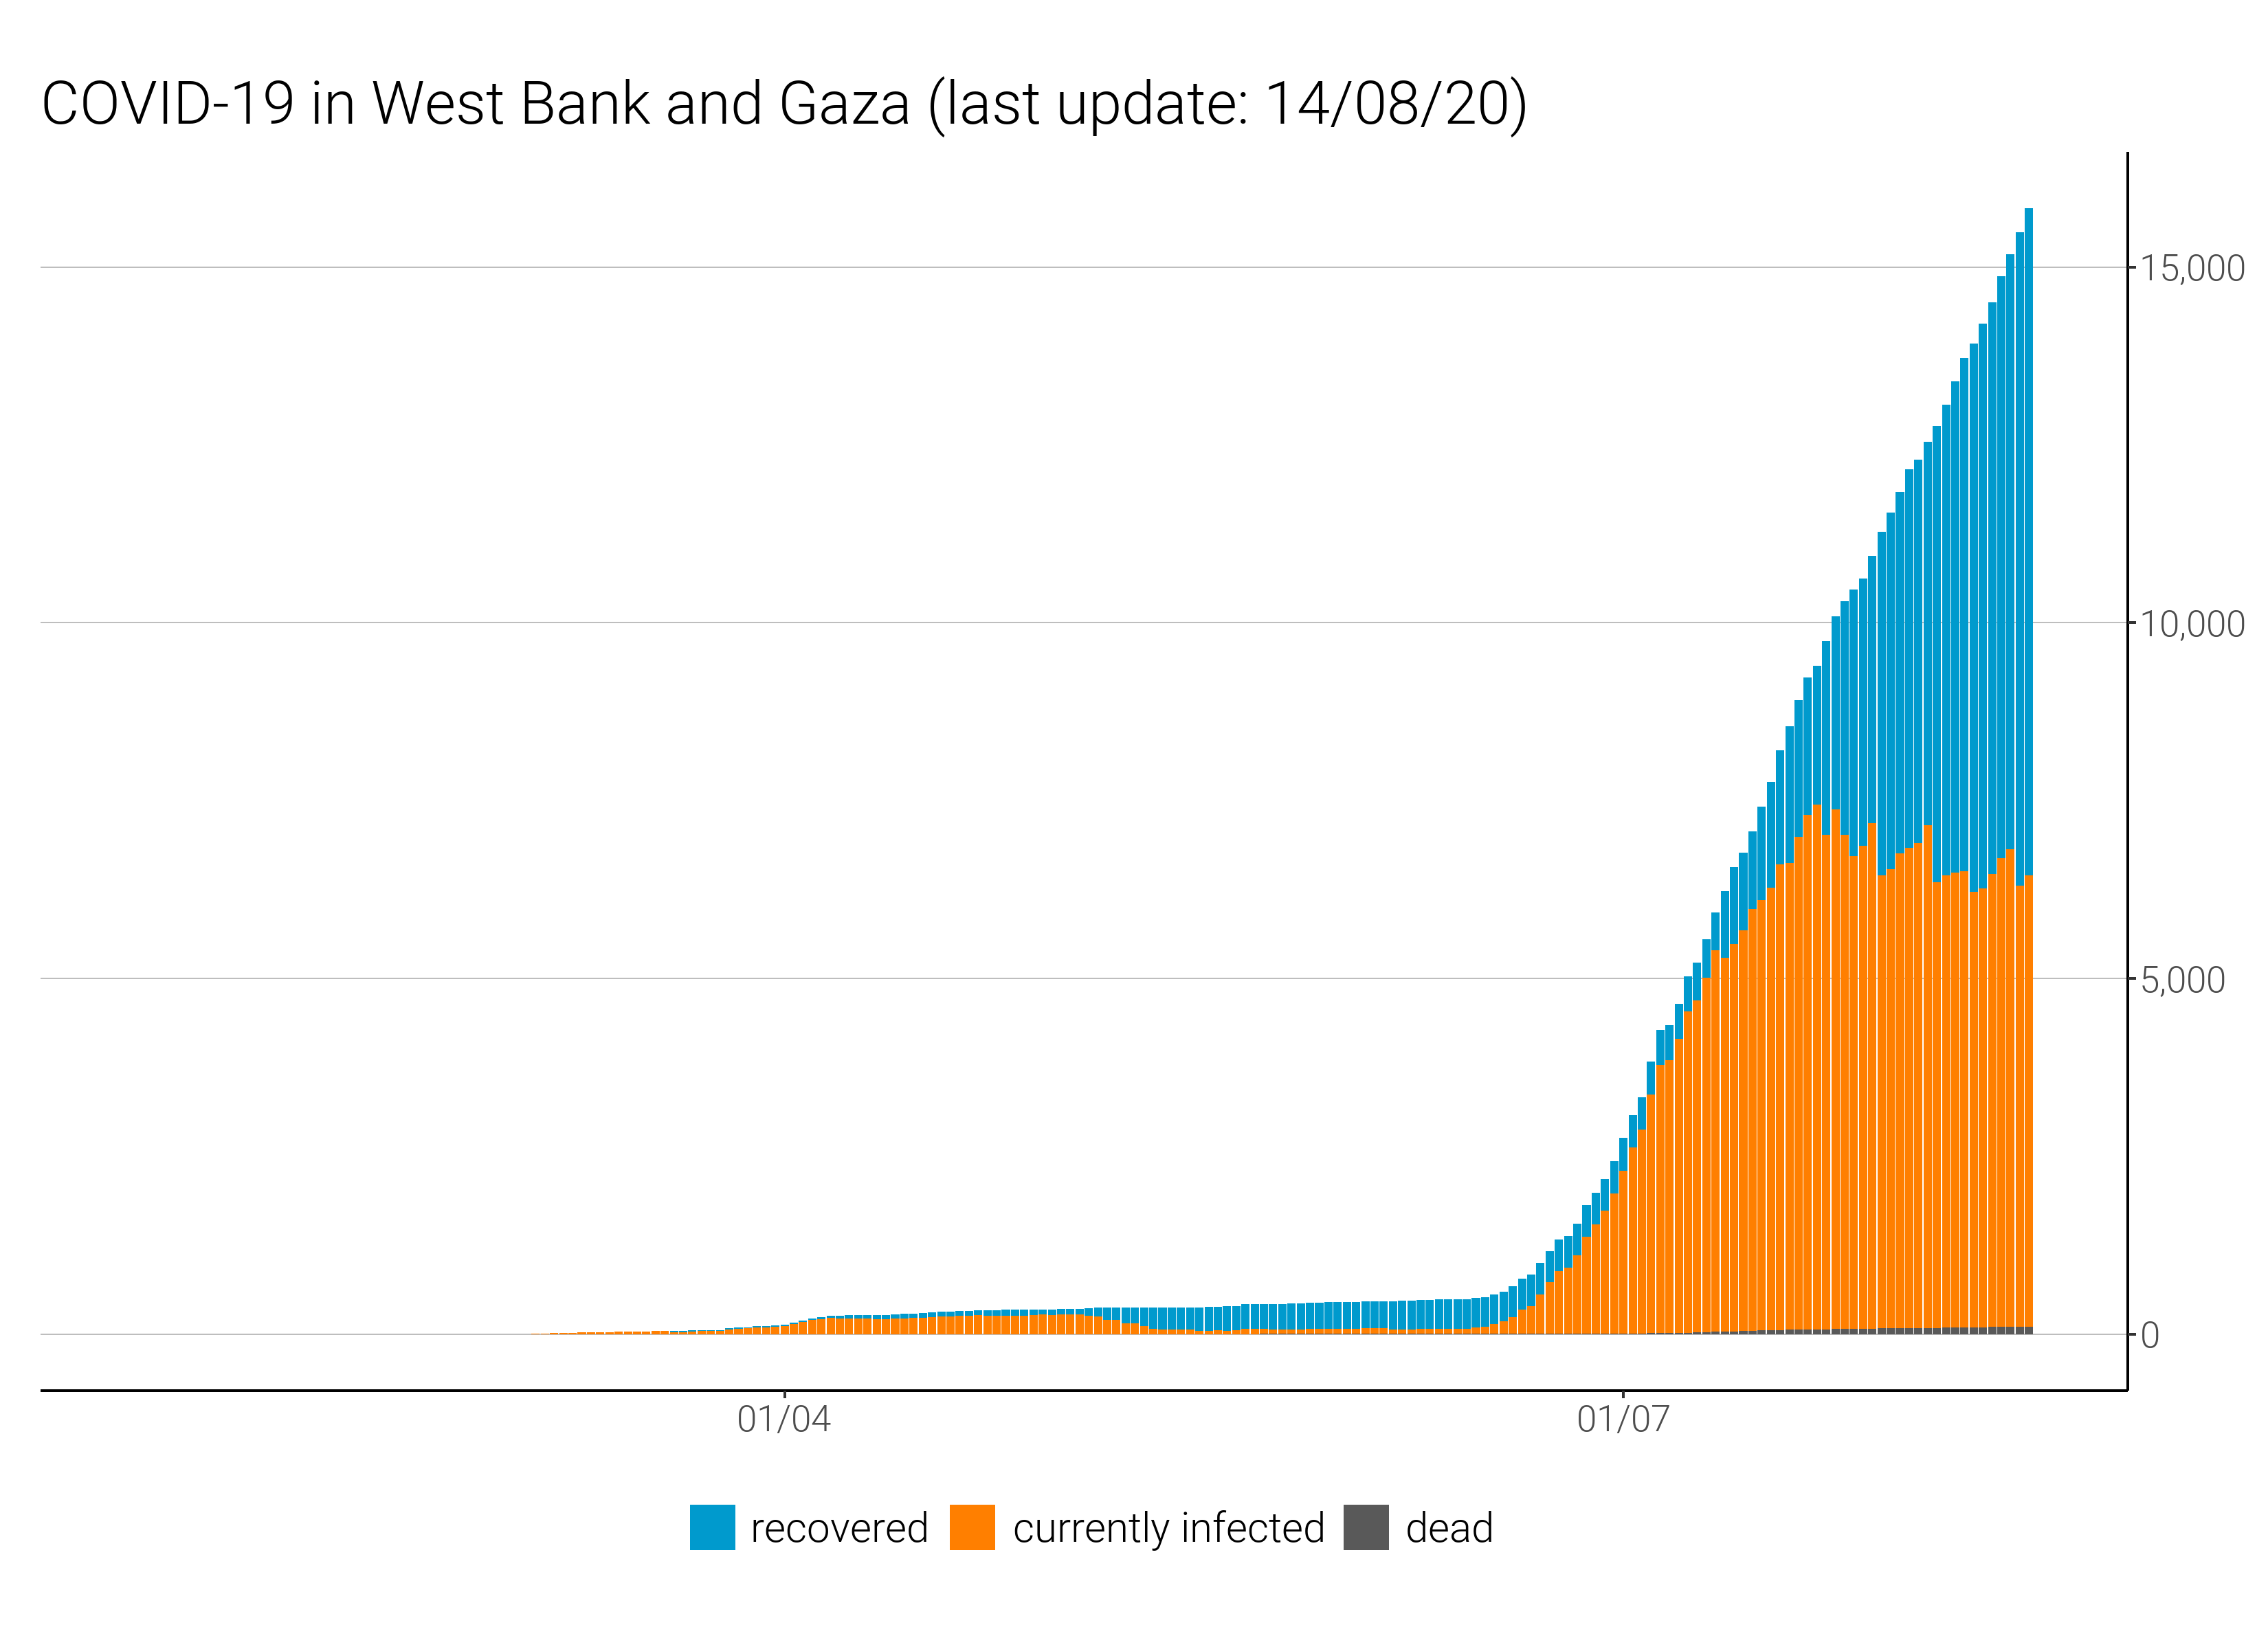 COVID-19 in West Bank and Gaza (last update: 14/08/20)
15,000
10,000
5,000
0
01/04 01/07
recovered currently infected dead